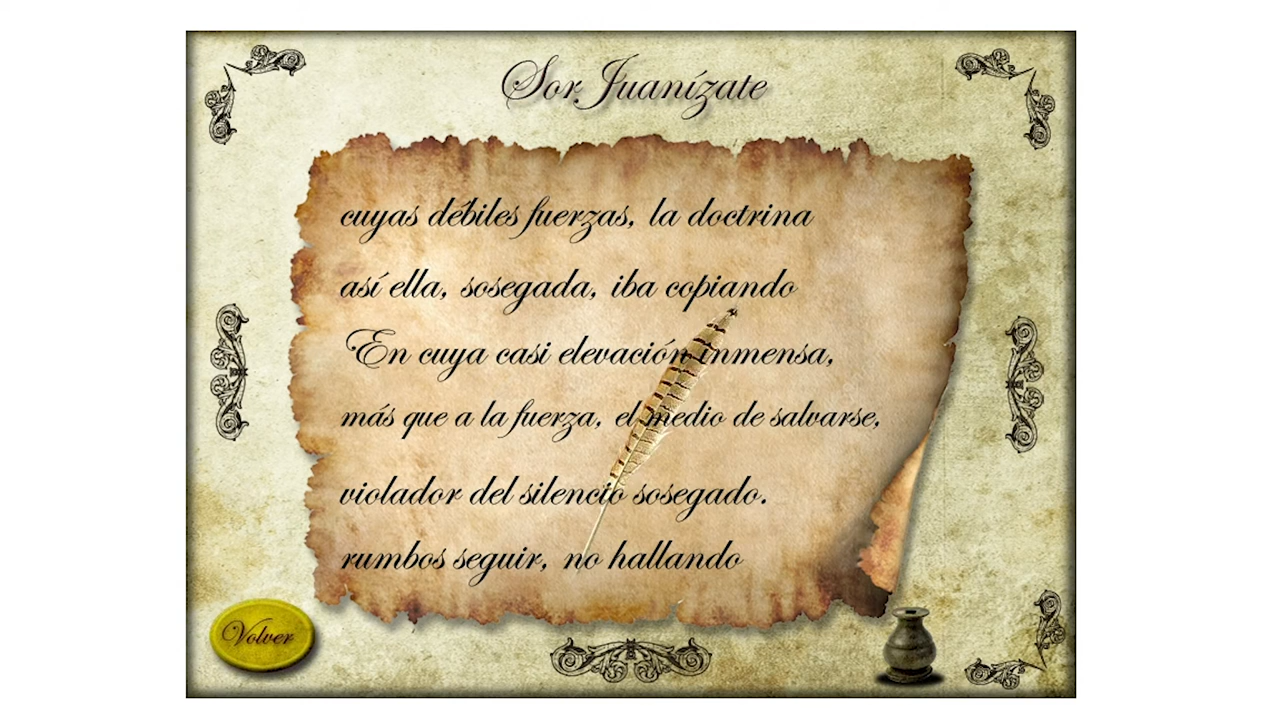 Sor Juanízate
cuyas débiles fuerzas, la doctrina
así ella, sosegada, iba copiando
En cuya casi elevación inmensa,
más que a la fuerza, el medio de salvarse,
violador del silencio sosegado.
rumbos seguir, no hallando
Volver